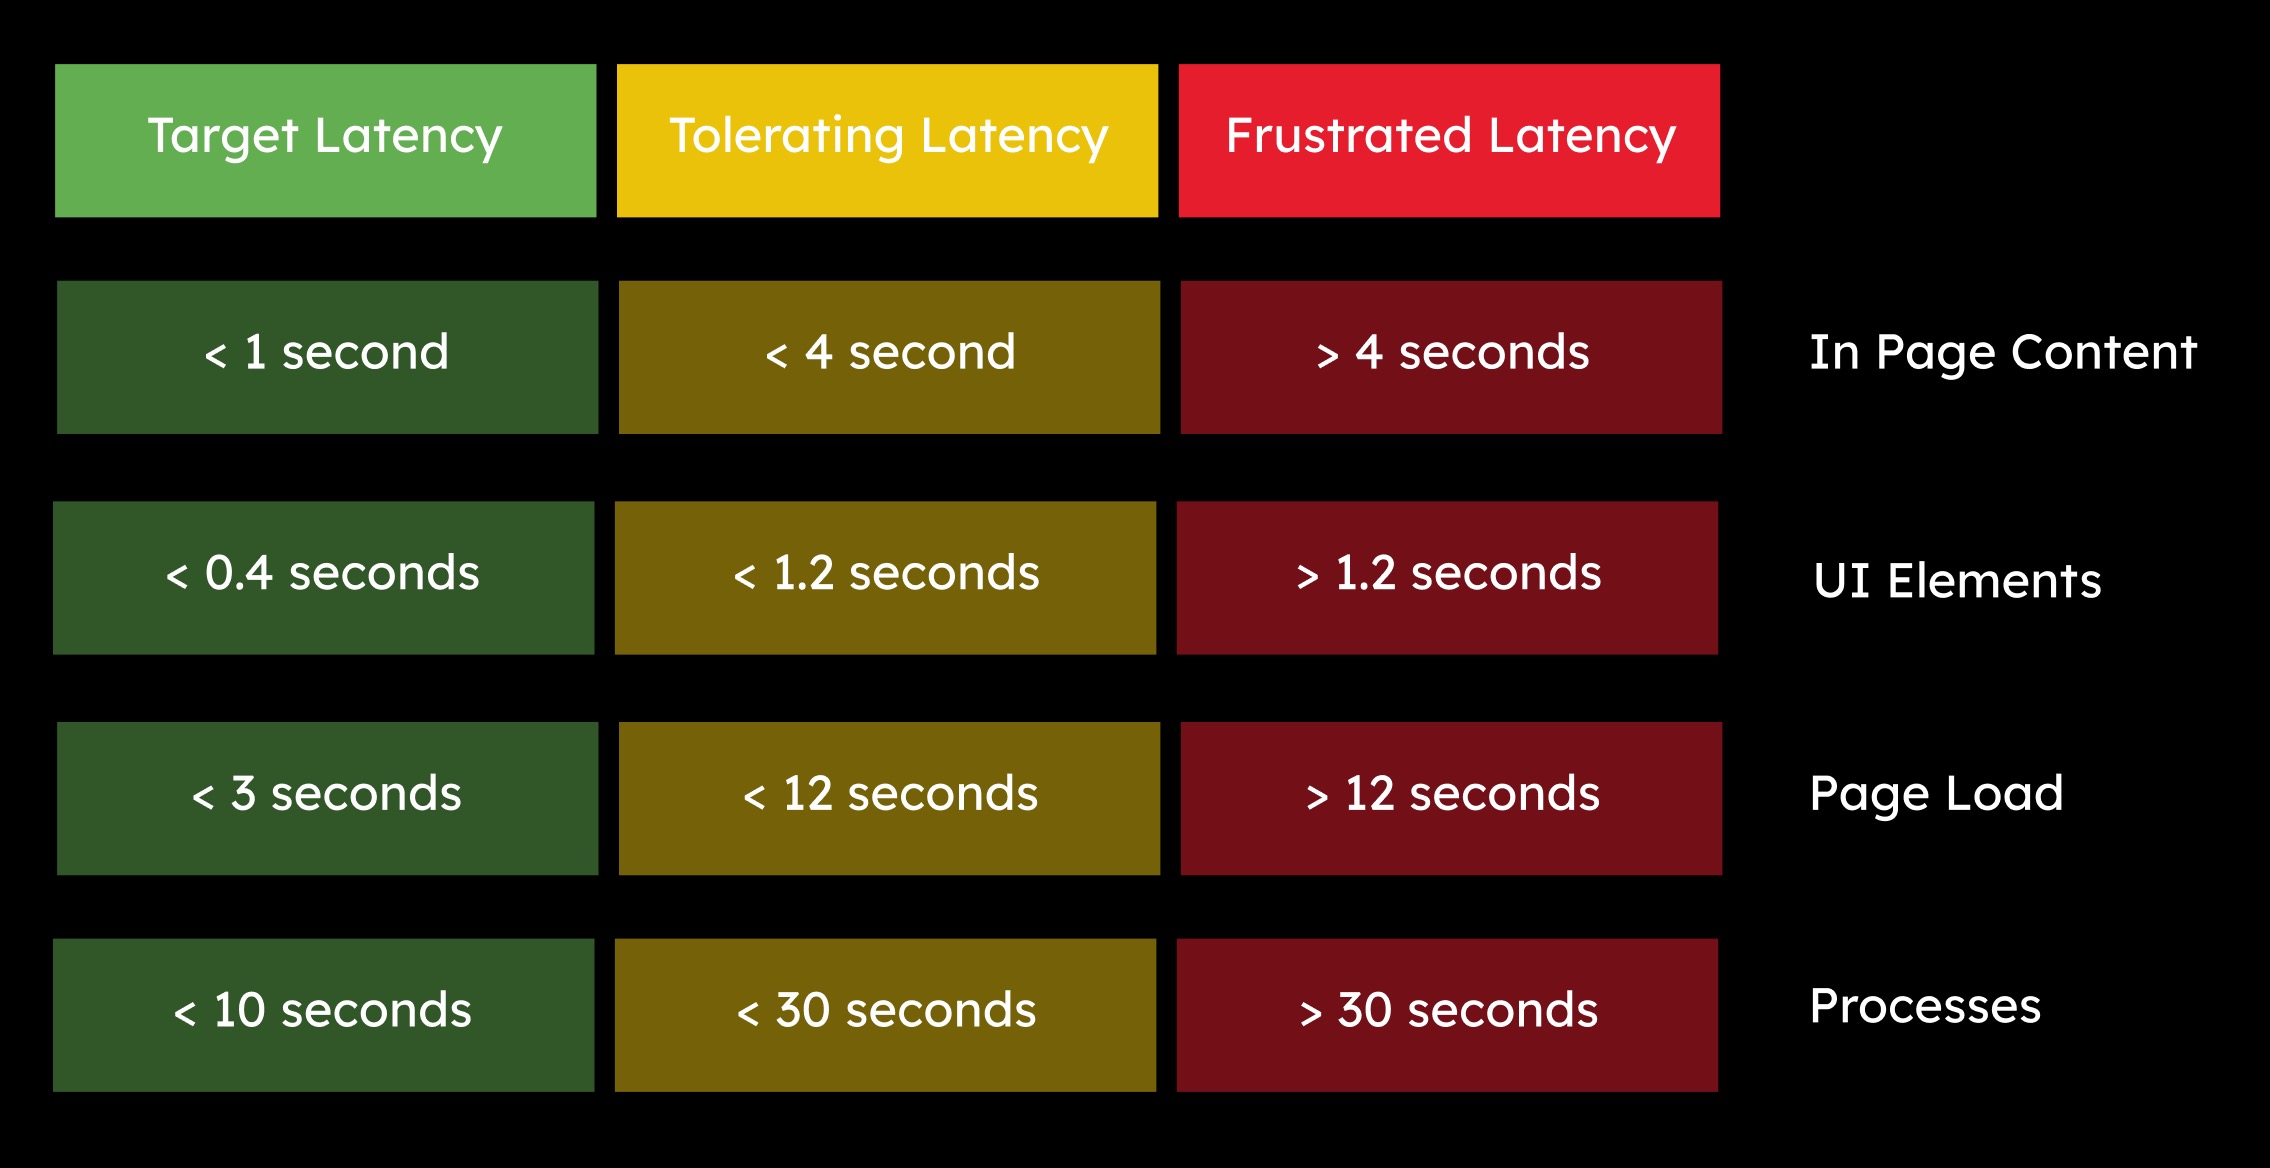 Target Latency Tolerating Latency Frustrated Latency
< 1 second < 4 second > 4 seconds In Page Content
< 0.4 seconds < 1.2 seconds > 1.2 seconds UI Elements
< 3 seconds < 12 seconds > 12 seconds Page Load
< 10 seconds < 30 seconds > 30 seconds Processes